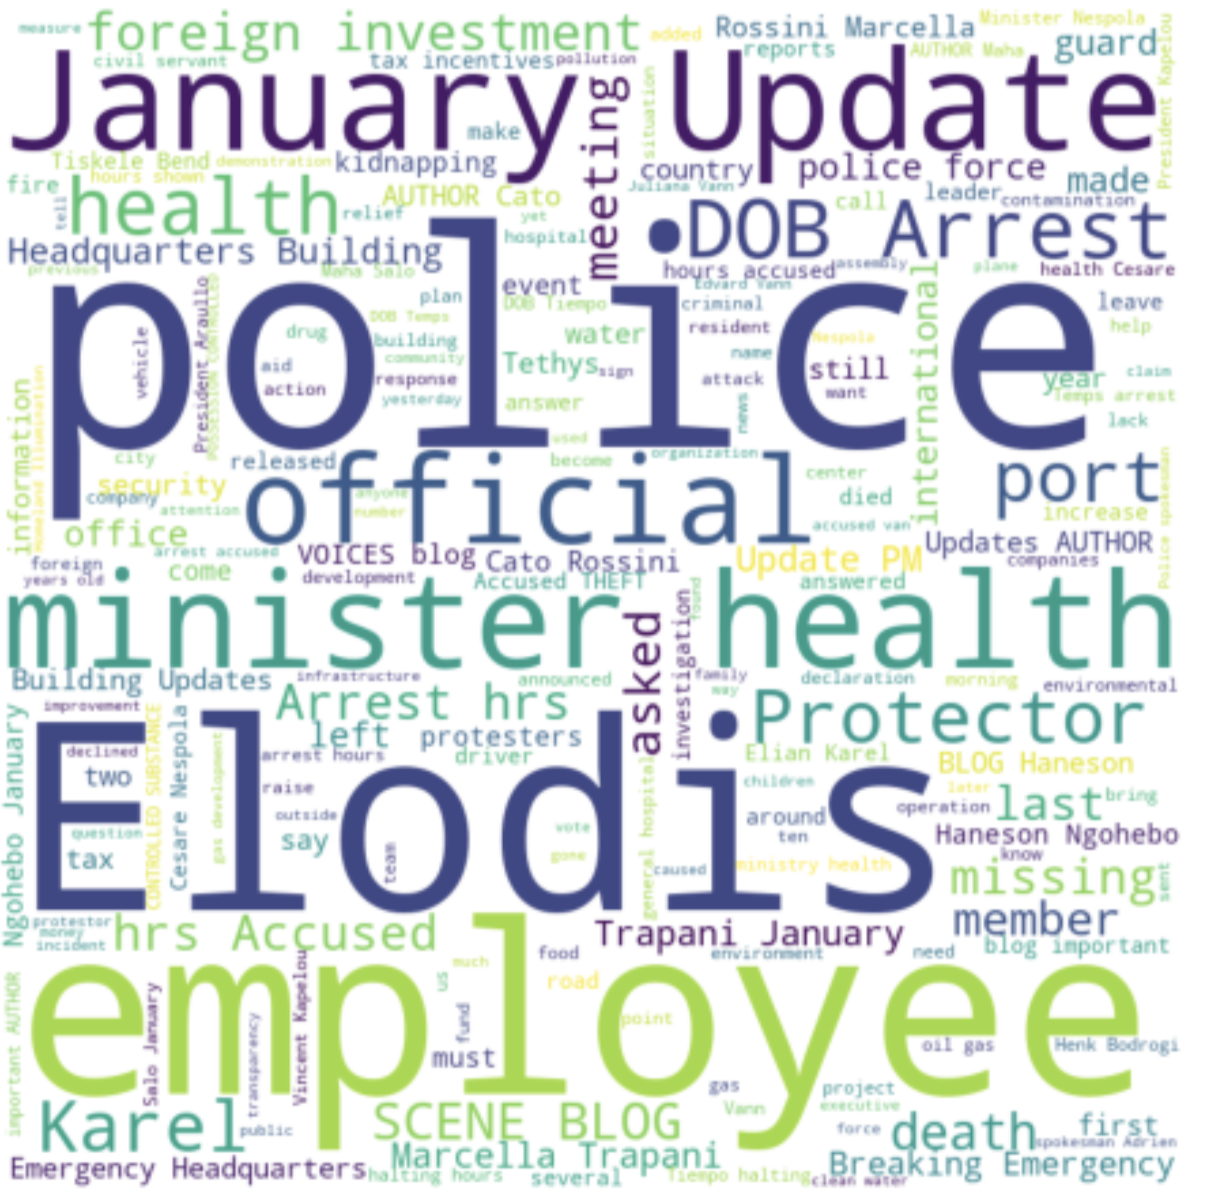 measure
foreign investment
added
Rossini Marcella
Minister Nespola
civil servant
tax incentives
pollution
reports
AUTHOR Maha
guard
January Update
meeting
situation
President Kapelou
make
Tiskele Bend
demonstration
kidnapping
country
police force
made
hours shown
fire
health
tell
relief
AUTHOR Cato
yet
Juliana Vann
call
leader
contamination
hospital
DOB Arrest
Headquarters Building
previous
Maha Salo
event
hours accused
assembly
plane
health Cesare
plan
DOB Tiempo
Edvard Vann
criminal
international
leave
police
vehicle
President Araullo
POSSESSION CONTROLLED
drug
DOB Temps
building
water
resident
Nespola
help
aid
community
Tethys
sign
name
still
year
claim
action
response
attack
want
Temps arrest
yesterday
answer
news
lack
information
Homeland Illumination
city
released
used
become
organization
center
port
Police spokesman
security
official
company
attention
anyone
number
died
increase
office
accused van
arrest accused
VOICES blog
Cato Rossini
Update PM
Updates AUTHOR
foreign
years old
come
development
Accused THEFT
found
answered
companies
minister health
asked
investigation
Building Updates
infrastructure
announced
family
way
declaration
morning
environmental
improvement
Arrest hrs
Protector
Ngohebo January
CONTROLLED SUBSTANCE
Cesare Nespola
left
protesters
declined
gas development
arrest hours
driver
Elian Karel
BLOG Haneson
two
Elodis
raise
general hospital
children
later
last
bring
outside
operation
question
say
vote
around
ten
Haneson Ngohebo
tax
team
gone
caused
ministry health
know
missing
sent
protestor
money
incident
hrs Accused
Trapani January
member
blog important
employee
food
environment
need
important AUTHOR
Salo January
transparency
Vincent Kapelou
much
us
road
fund
point
must
oil gas
Henk Bodrogi
gas
project
Karel
public
SCENE BLOG
Vann
executive
force
death
first
spokesman Adrien
Emergency Headquarters
Marcella Trapani
halting hours
several
Tiempo halting
clean water
Breaking Emergency